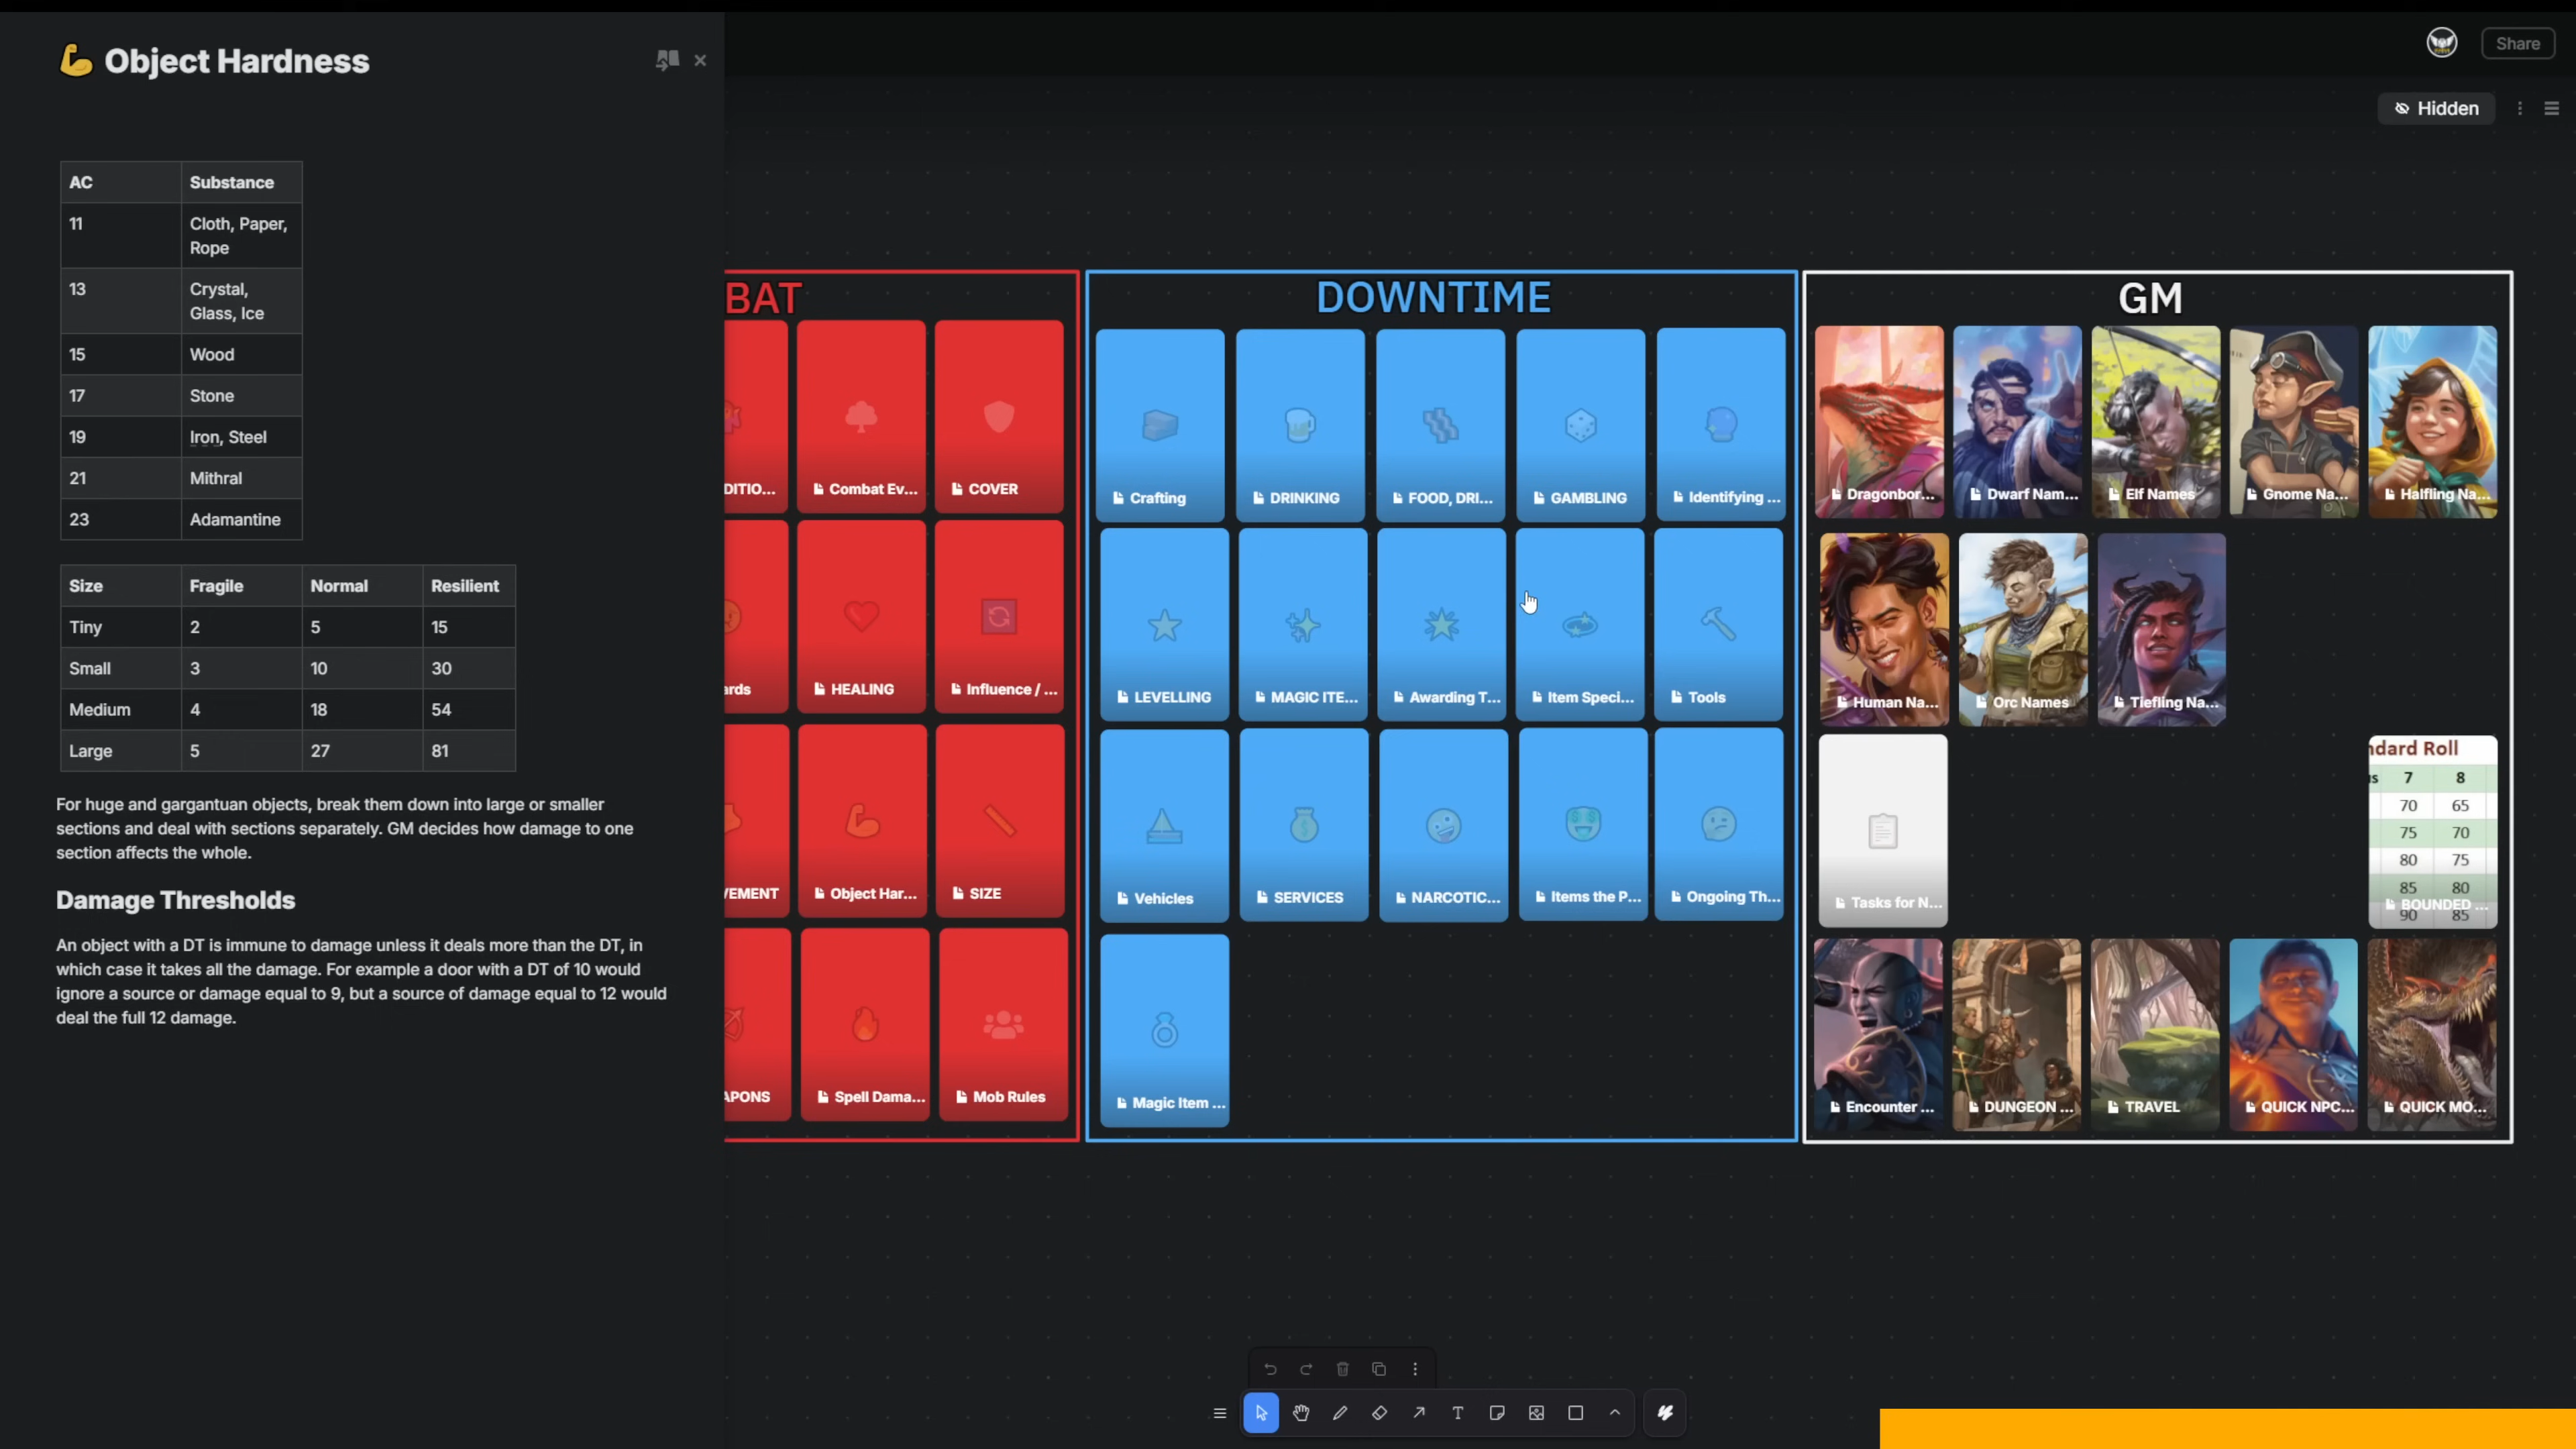 Object Hardness
Share
Hidden
AC Substance
11 Cloth, Paper,
Rope
13 Crystal,
Glass, Ice
15 Wood
17 Stone
19 Iron, Steel
21 Mithral
23 Adamantine
Size Fragile Normal Resilient
Tiny 2 5 15
Small 3 10 30
Medium 4 18 54
Large 5 27 81
For huge and gargantuan objects, break them down into large or smaller
sections and deal with sections separately. GM decides how damage to one
section affects the whole.
Damage Thresholds
An object with a DT is immune to damage unless it deals more than the DT, in
which case it takes all the damage. For example a door with a DT of 10 would
ignore a source or damage equal to 9, but a source of damage equal to 12 would
deal the full 12 damage.
BAT
DITIO... Combat Ev... COVER
ards HEALING Influence / ...
VEMENT Object Har... SIZE
APONS Spell Dama... Mob Rules
DOWNTIME
Crafting DRINKING FOOD, DRI... GAMBLING Identifying ...
LEVELLING MAGIC ITE... Awarding T... Item Speci... Tools
Vehicles SERVICES NARCOTIC... Items the P... Ongoing Th...
Magic Item ...
GM
Dragonbor... Dwarf Nam... Elf Names Gnome Na... Halfling Na...
Human Na... Orc Names Tiefling Na...
Tasks for N...
ndard Roll
us 7 8
70 65
75 70
80 75
85 80
BOUNDED ...
90 85
Encounter ... DUNGEON ... TRAVEL QUICK NPC... QUICK MO...